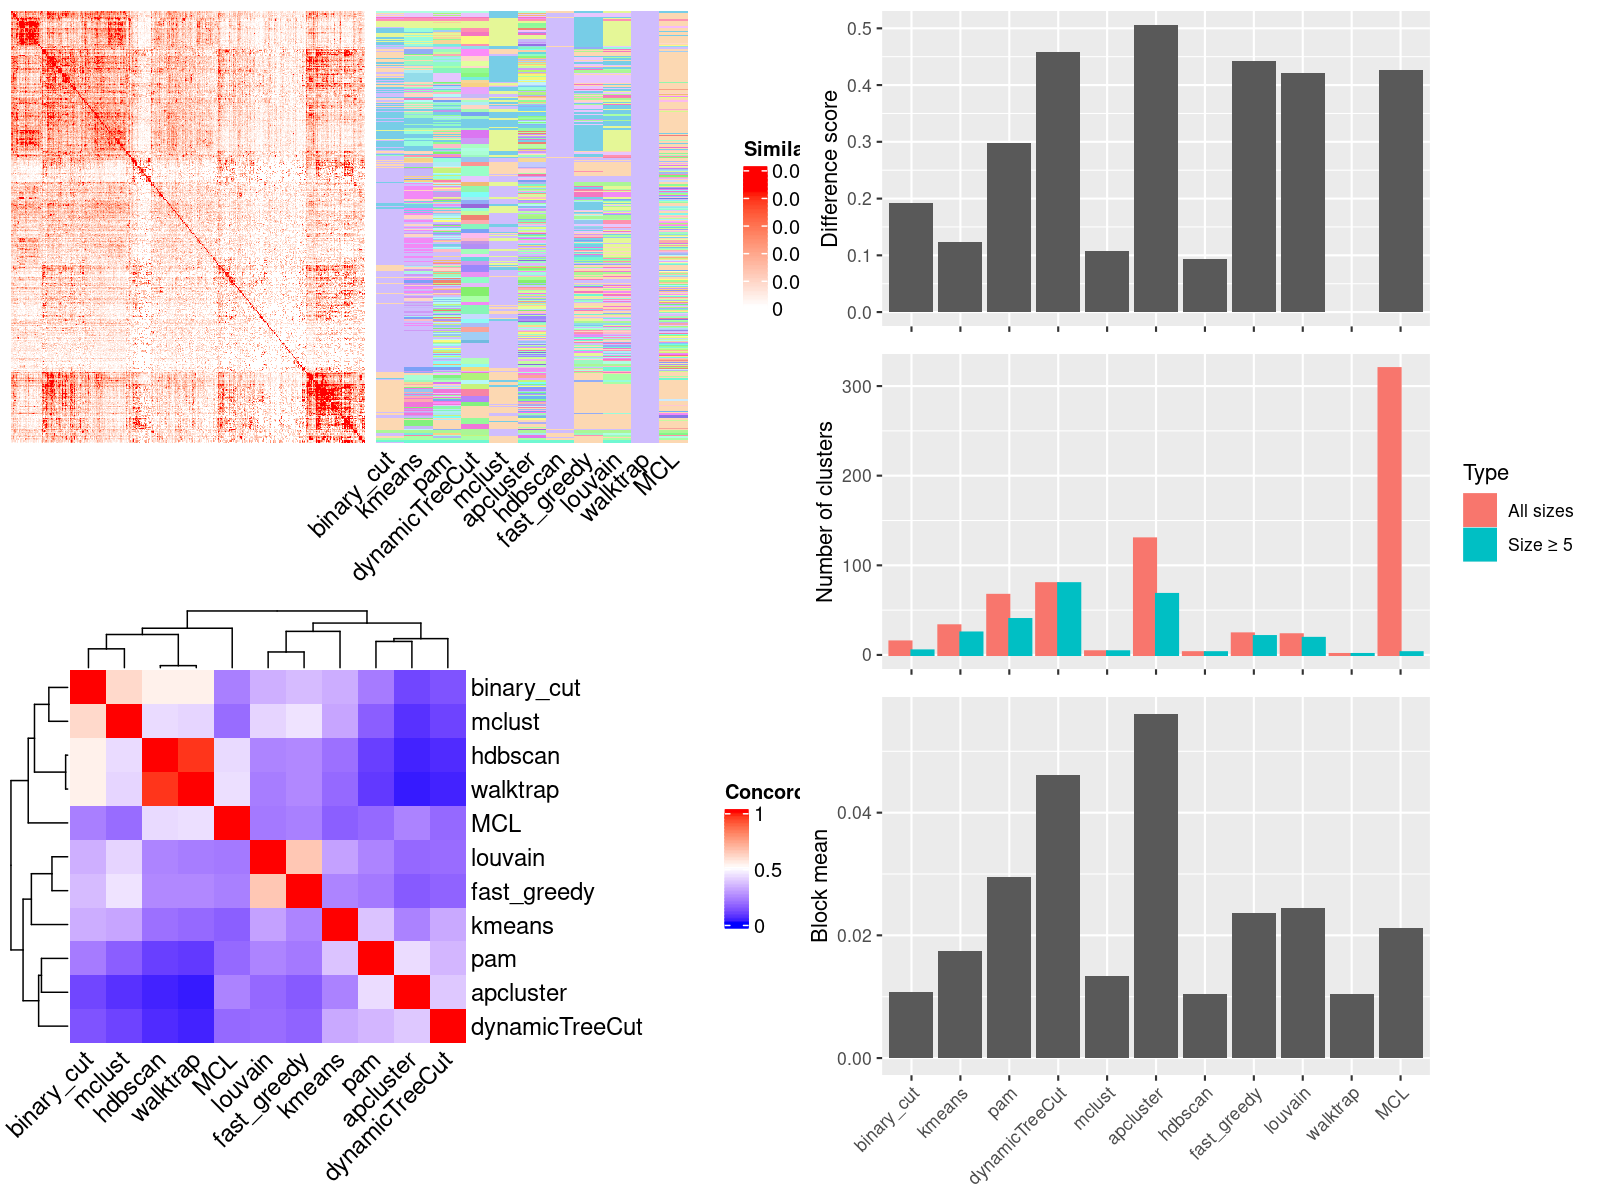 Simila
0.0
0.0
0.0
0.0
0.0
0
binary_cut
kmeans
pam
dynamicTreeCut
mclust
apcluster
hdbscan
fast_greedy
louvain
walktrap
MCL
binary_cut
mclust
hdbscan
walktrap
MCL
louvain
fast_greedy
kmeans
pam
apcluster
dynamicTreeCut
binary_cut
mclust
hdbscan
walktrap
MCL
louvain
fast_greedy
kmeans
pam
apcluster
dynamicTreeCut
Concord
1
0.5
0
Difference score
0.5
0.4
0.3
0.2
0.1
0.0
Number of clusters
300
200
100
0
Type
All sizes
Size ≥ 5
Block mean
0.04
0.02
0.00
binary_cut
kmeans
pam
dynamicTreeCut
mclust
apcluster
hdbscan
fast_greedy
louvain
walktrap
MCL